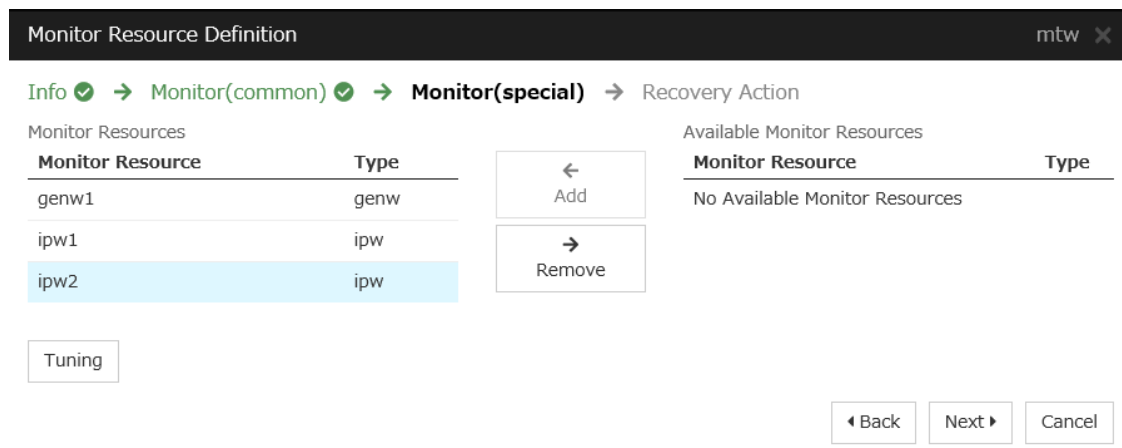 Monitor Resource Definition mtw
Info → Monitor(common) → Monitor(special) → Recovery Action
Monitor Resources
Monitor Resource Type
genw1 genw
ipw1 ipw
ipw2 ipw
← Add
→ Remove
Available Monitor Resources
Monitor Resource Type
No Available Monitor Resources
Tuning
Back Next Cancel